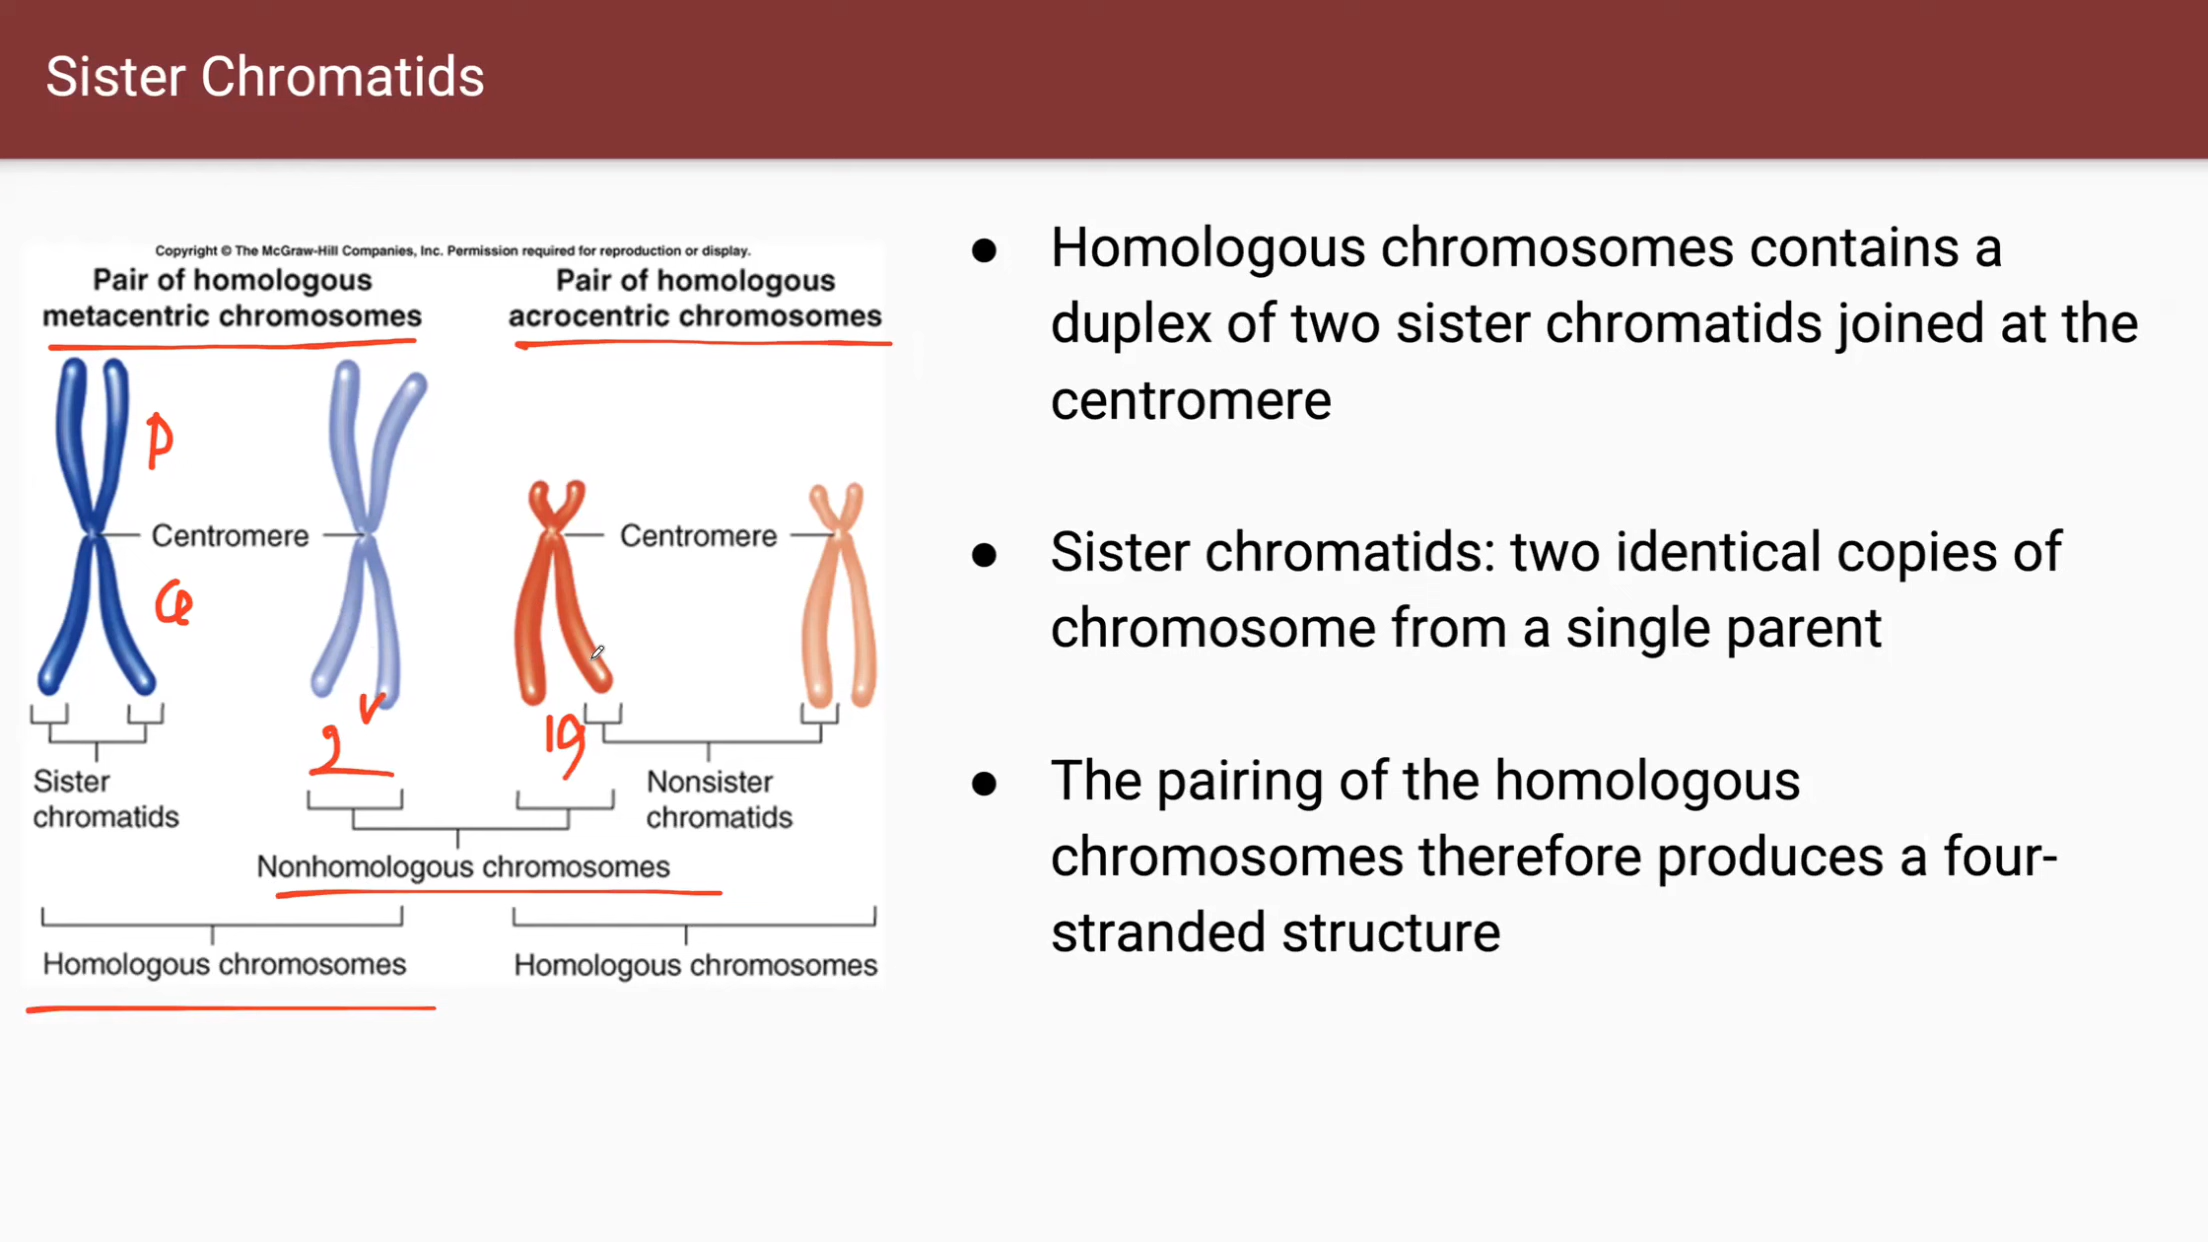 Sister Chromatids
Copyright © The McGraw-Hill Companies, Inc. Permission required for reproduction or display.
Pair of homologous
metacentric chromosomes
Pair of homologous
acrocentric chromosomes
p
Centromere
Centromere
19
Sister
chromatids
Nonsister
chromatids
Nonhomologous chromosomes
Homologous chromosomes
Homologous chromosomes
● Homologous chromosomes contains a
duplex of two sister chromatids joined at the
centromere
● Sister chromatids: two identical copies of
chromosome from a single parent
● The pairing of the homologous
chromosomes therefore produces a four-
stranded structure